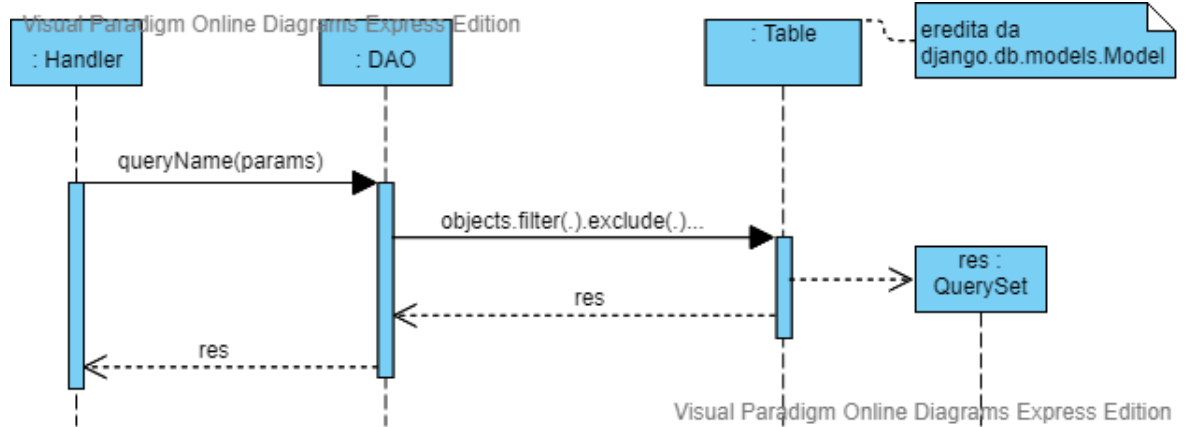 Visual Paradigm Online Diagrams Express Edition
: Handler
: DAO
: Table
eredita da
django.db.models.Model
queryName(params)
objects.filter(.).exclude(.)...
res :
QuerySet
res
res
Visual Paradigm Online Diagrams Express Edition